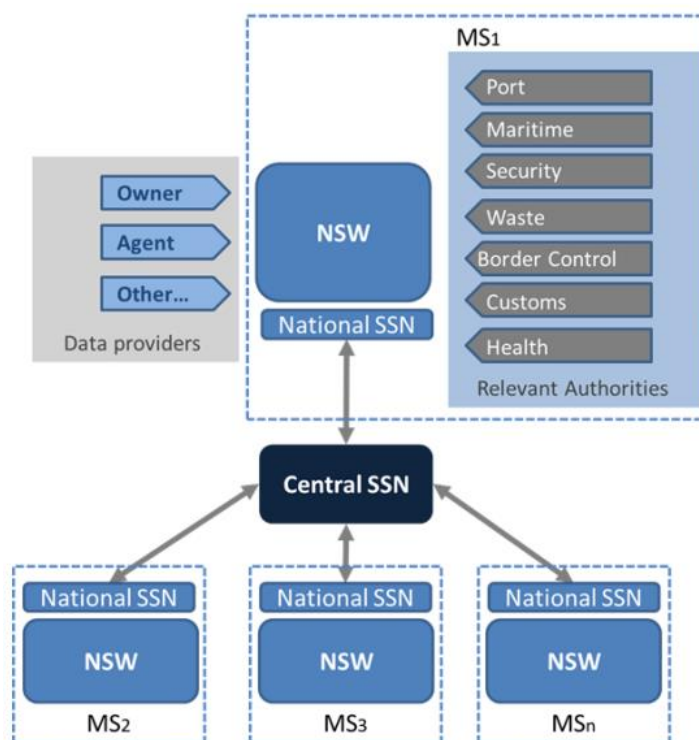 MS1
Port
Maritime
Security
Waste
Border Control
Customs
Health
Relevant Authorities
Owner
Agent
Other...
Data providers
NSW
National SSN
Central SSN
National SSN
NSW
MS2
National SSN
NSW
MS3
National SSN
NSW
MSn